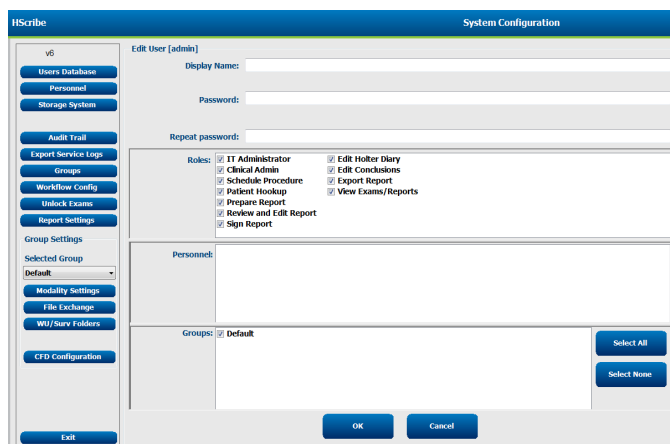 HScribe
System Configuration
v6
Users Database
Personnel
Storage System
Audit Trail
Export Service Logs
Groups
Workflow Config
Unlock Exams
Report Settings
Group Settings
Selected Group
Default
Modality Settings
File Exchange
WU/Surv Folders
CFD Configuration
Exit
Edit User [admin]
Display Name:
Password:
Repeat password:
Roles:
IT Administrator
Clinical Admin
Schedule Procedure
Patient Hookup
Prepare Report
Review and Edit Report
Sign Report
Edit Holter Diary
Edit Conclusions
Export Report
View Exams/Reports
Personnel:
Groups:
Default
Select All
Select None
OK
Cancel